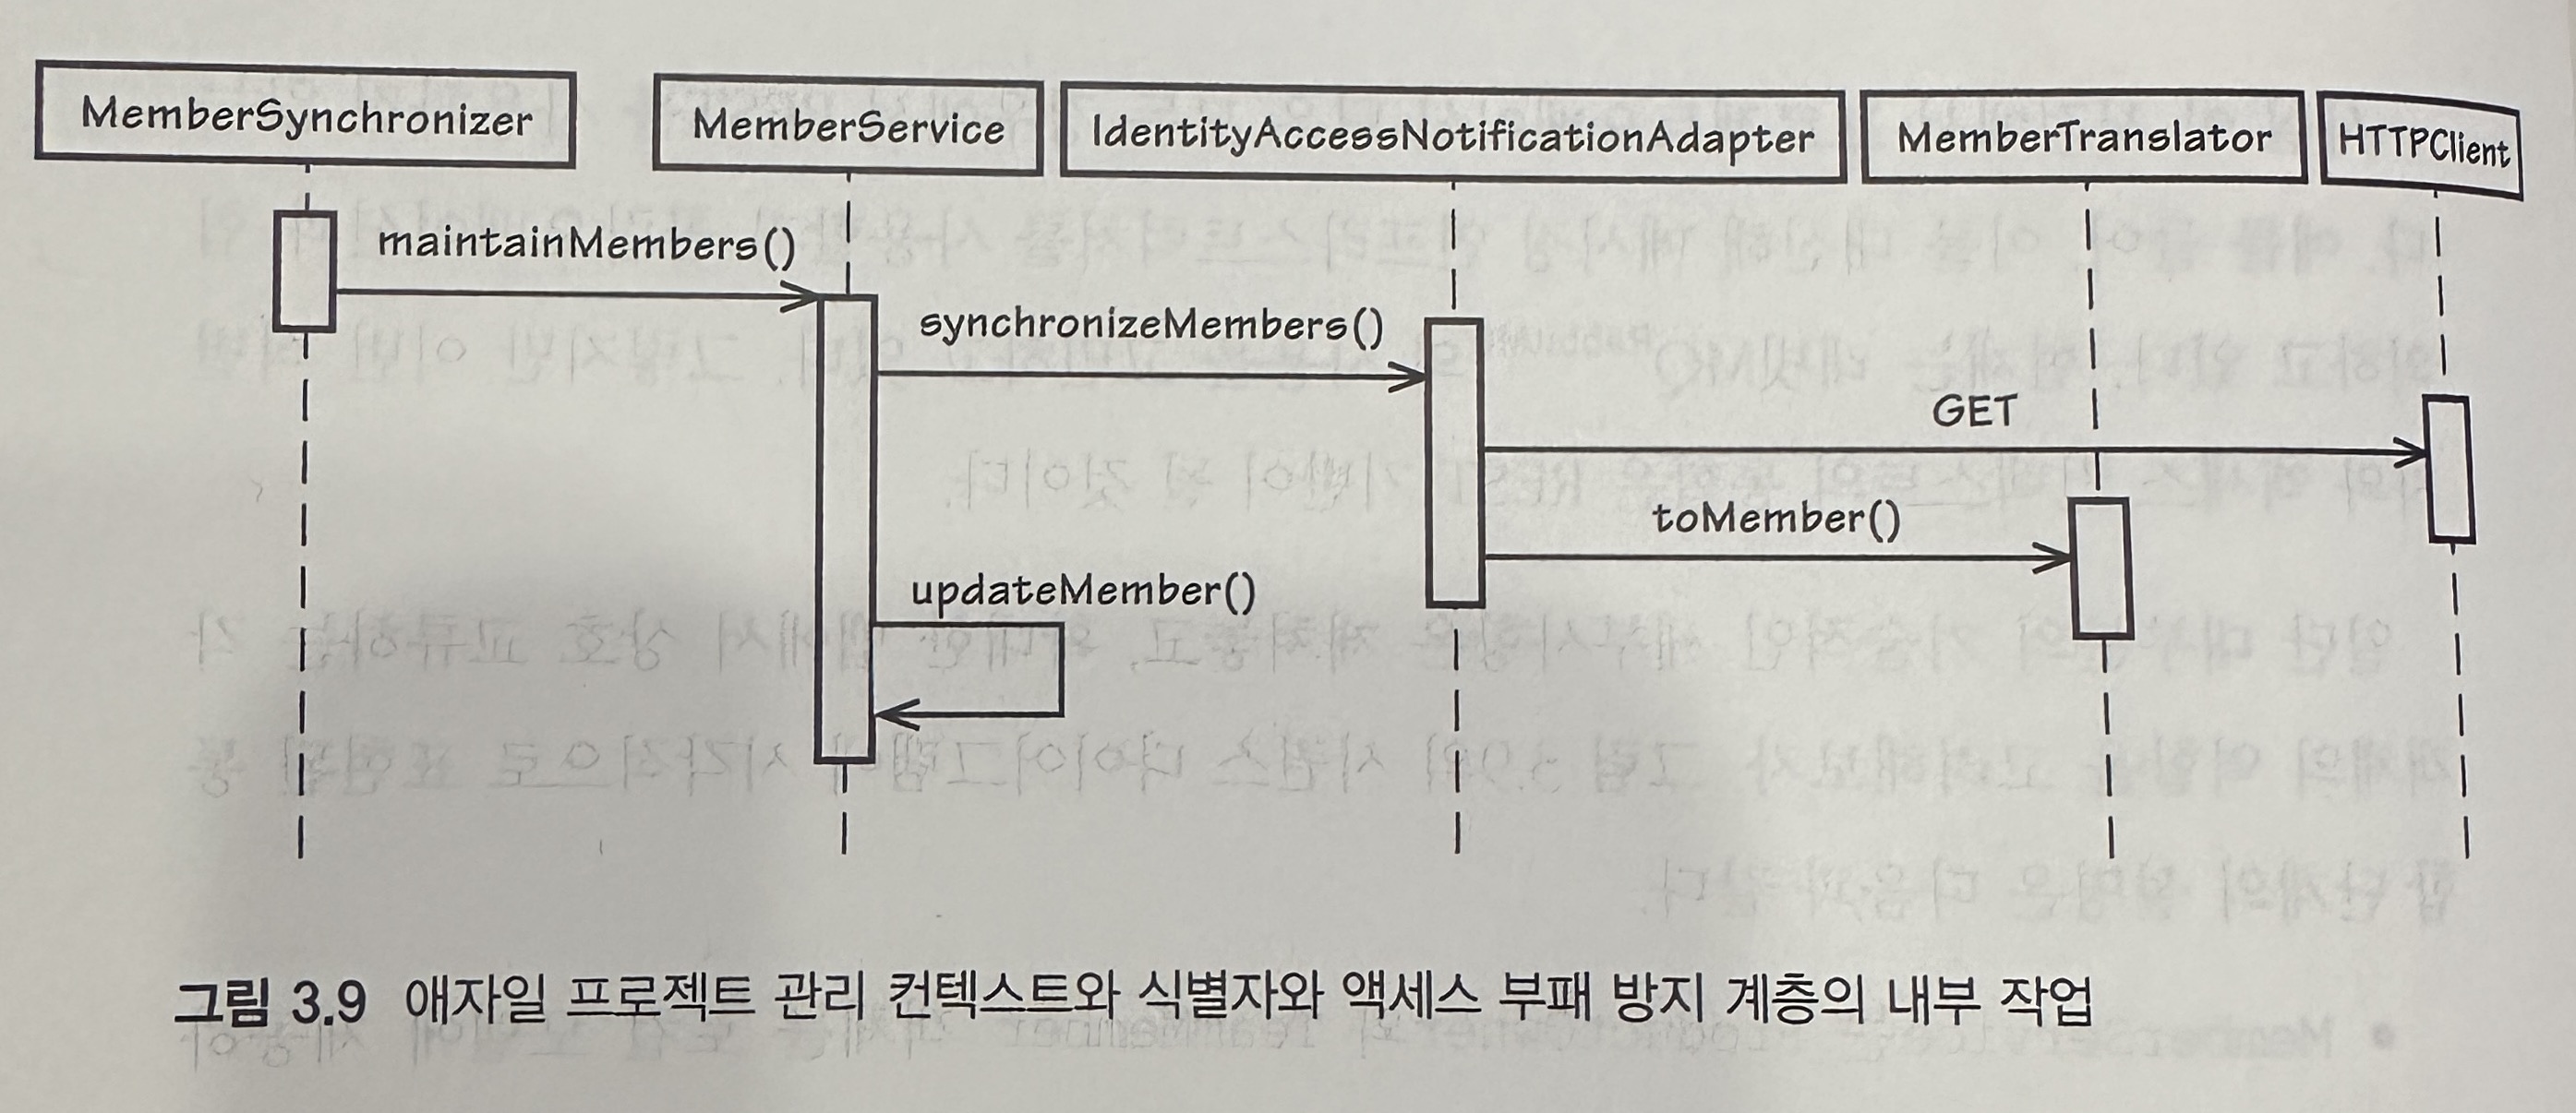 MemberSynchronizer
MemberService
IdentityAccessNotificationAdapter
MemberTranslator
HTTPClient
maintainMembers()
synchronizeMembers()
GET
toMember()
updateMember()
그림 3.9 애자일 프로젝트 관리 컨텍스트와 식별자와 액세스 부패 방지 계층의 내부 작업